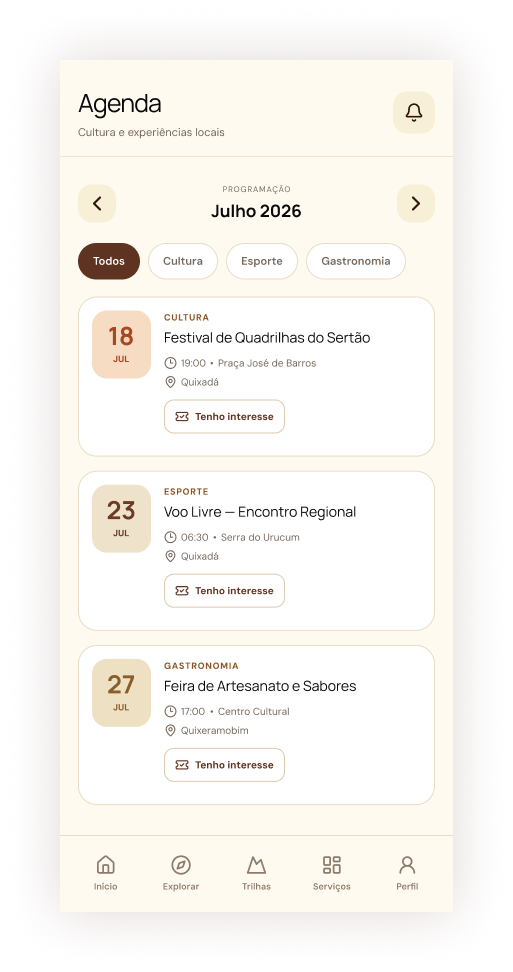 Agenda
Cultura e experiências locais
PROGRAMAÇÃO
Julho 2026
Todos
Cultura
Esporte
Gastronomia
18
JUL
CULTURA
Festival de Quadrilhas do Sertão
19:00 • Praça José de Barros
Quixadá
Tenho interesse
23
JUL
ESPORTE
Voo Livre — Encontro Regional
06:30 • Serra do Urucum
Quixadá
Tenho interesse
27
JUL
GASTRONOMIA
Feira de Artesanato e Sabores
17:00 • Centro Cultural
Quixeramobim
Tenho interesse
Início
Explorar
Trilhas
Serviços
Perfil